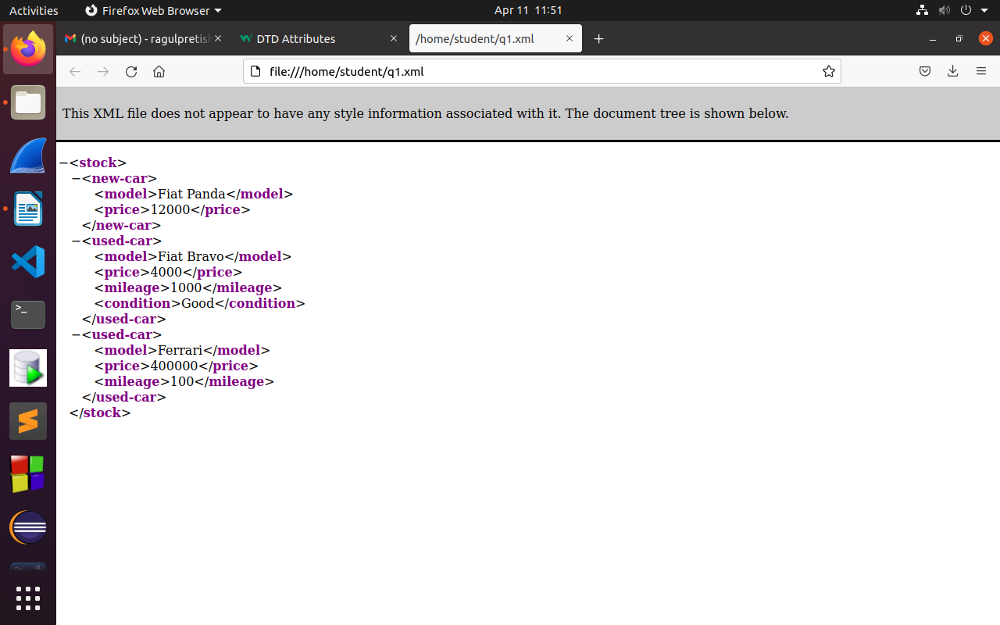 Activities Firefox Web Browser Apr 11 11:51
(no subject) - ragulpretish DTD Attributes /home/student/q1.xml
file:///home/student/q1.xml
This XML file does not appear to have any style information associated with it. The document tree is shown below.
−<stock>
−<new-car>
<model>Fiat Panda</model>
<price>12000</price>
</new-car>
−<used-car>
<model>Fiat Bravo</model>
<price>4000</price>
<mileage>1000</mileage>
<condition>Good</condition>
</used-car>
−<used-car>
<model>Ferrari</model>
<price>400000</price>
<mileage>100</mileage>
</used-car>
</stock>